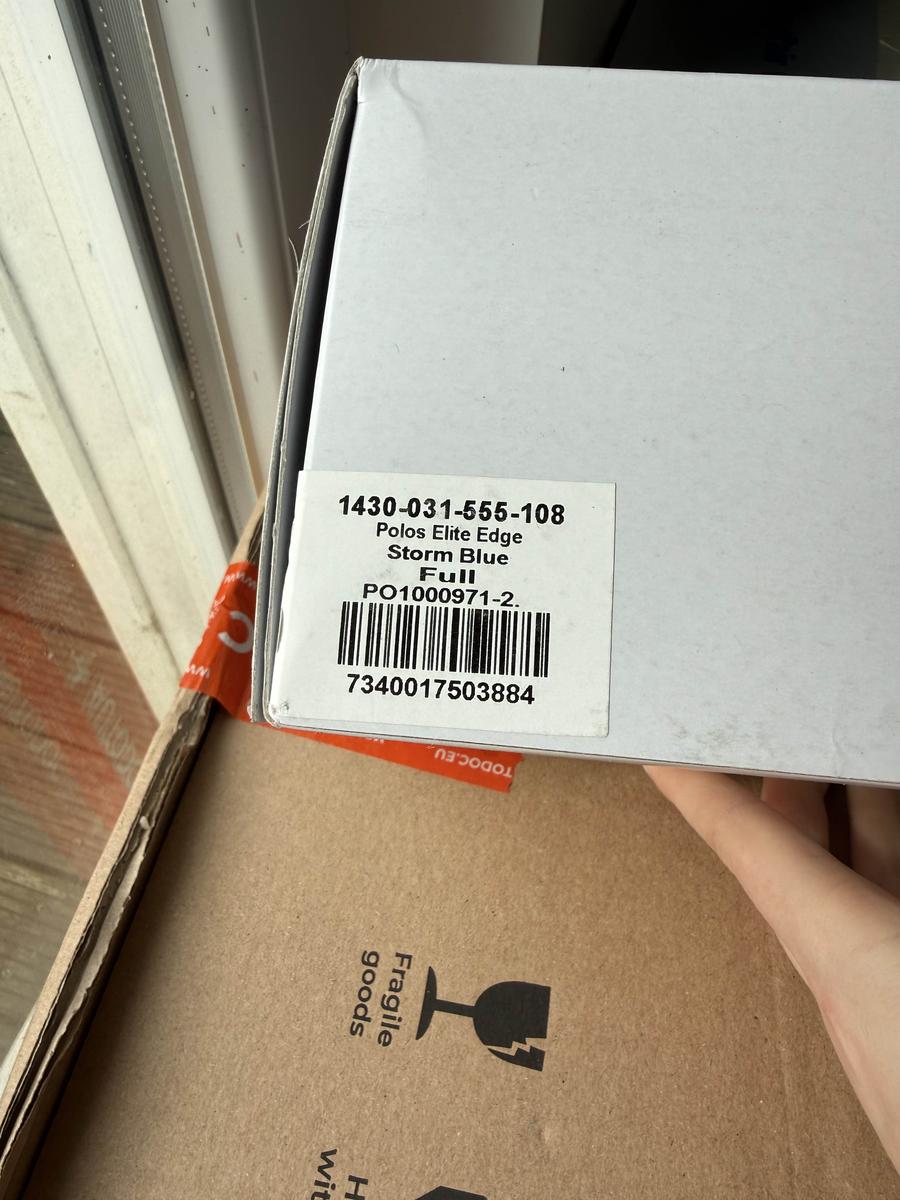 1430-031-555-108
Polos Elite Edge
Storm Blue
Full
PO1000971-2.
7340017503884
TODOC.EU
Fragile
goods